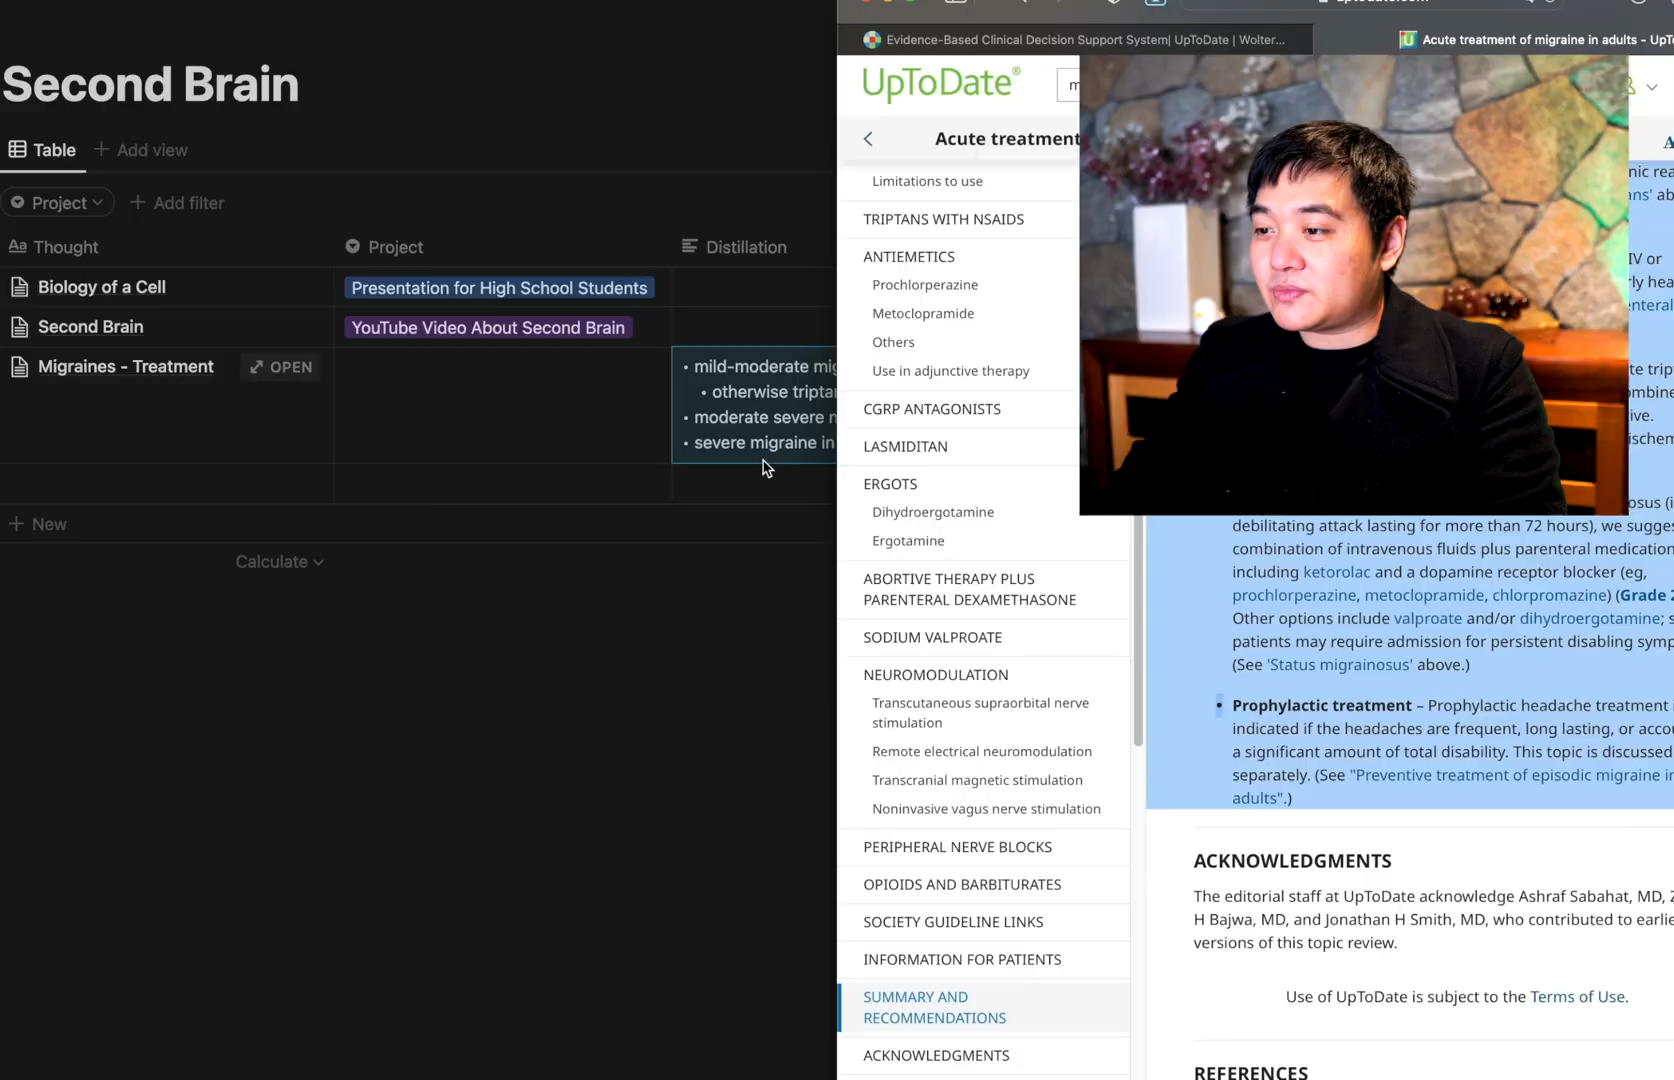 Second Brain
Table
Add view
Project
Add filter
Aa Thought
Project
Distillation
Biology of a Cell
Presentation for High School Students
Second Brain
YouTube Video About Second Brain
Migraines - Treatment
OPEN
• mild-moderate
• otherwise
• moderate severe
• severe migraine in
New
Calculate
Evidence-Based Clinical Decision Support System| UpToDate | Wolter...
Acute treatment of migraine in adults - UpTo
UpToDate®
Acute treatment
Limitations to use
TRIPTANS WITH NSAIDS
ANTIEMETICS
Prochlorperazine
Metoclopramide
Others
Use in adjunctive therapy
CGRP ANTAGONISTS
LASMIDITAN
ERGOTS
Dihydroergotamine
Ergotamine
ABORTIVE THERAPY PLUS
PARENTERAL DEXAMETHASONE
SODIUM VALPROATE
NEUROMODULATION
Transcutaneous supraorbital nerve
stimulation
Remote electrical neuromodulation
Transcranial magnetic stimulation
Noninvasive vagus nerve stimulation
PERIPHERAL NERVE BLOCKS
OPIOIDS AND BARBITURATES
SOCIETY GUIDELINE LINKS
INFORMATION FOR PATIENTS
SUMMARY AND
RECOMMENDATIONS
ACKNOWLEDGMENTS
IV or
debilitating attack lasting for more than 72 hours), we sugges
combination of intravenous fluids plus parenteral medication
including ketorolac and a dopamine receptor blocker (eg,
prochlorperazine, metoclopramide, chlorpromazine) (Grade 2
Other options include valproate and/or dihydroergotamine; s
patients may require admission for persistent disabling symp
(See 'Status migrainosus' above.)
• Prophylactic treatment – Prophylactic headache treatment i
indicated if the headaches are frequent, long lasting, or acco
a significant amount of total disability. This topic is discussed
separately. (See "Preventive treatment of episodic migraine in
adults".)
ACKNOWLEDGMENTS
The editorial staff at UpToDate acknowledge Ashraf Sabahat, MD, Z
H Bajwa, MD, and Jonathan H Smith, MD, who contributed to earlie
versions of this topic review.
Use of UpToDate is subject to the Terms of Use.
REFERENCES